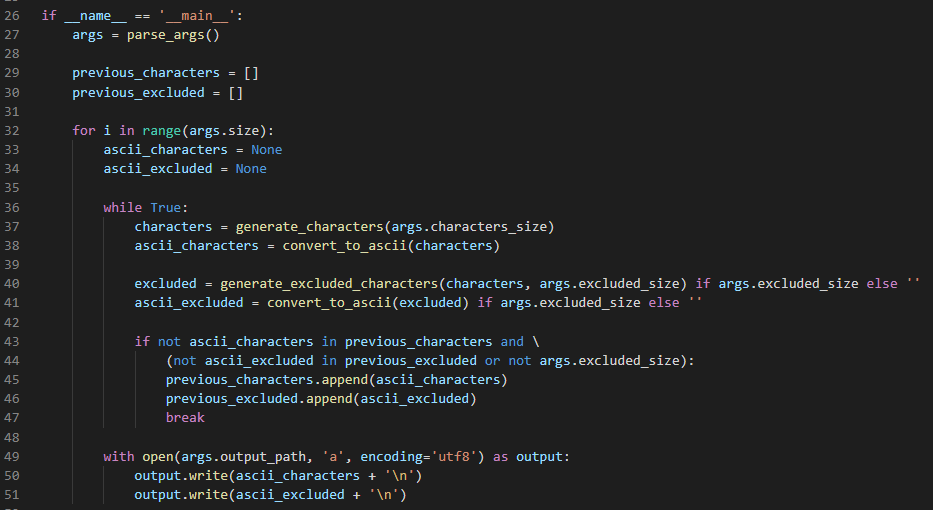 26 if __name__ == '__main__':
27     args = parse_args()
28
29     previous_characters = []
30     previous_excluded = []
31
32     for i in range(args.size):
33         ascii_characters = None
34         ascii_excluded = None
35
36         while True:
37             characters = generate_characters(args.characters_size)
38             ascii_characters = convert_to_ascii(characters)
39
40             excluded = generate_excluded_characters(characters, args.excluded_size) if args.excluded_size else ''
41             ascii_excluded = convert_to_ascii(excluded) if args.excluded_size else ''
42
43             if not ascii_characters in previous_characters and \
44                 (not ascii_excluded in previous_excluded or not args.excluded_size):
45                 previous_characters.append(ascii_characters)
46                 previous_excluded.append(ascii_excluded)
47                 break
48
49         with open(args.output_path, 'a', encoding='utf8') as output:
50             output.write(ascii_characters + '\n')
51             output.write(ascii_excluded + '\n')